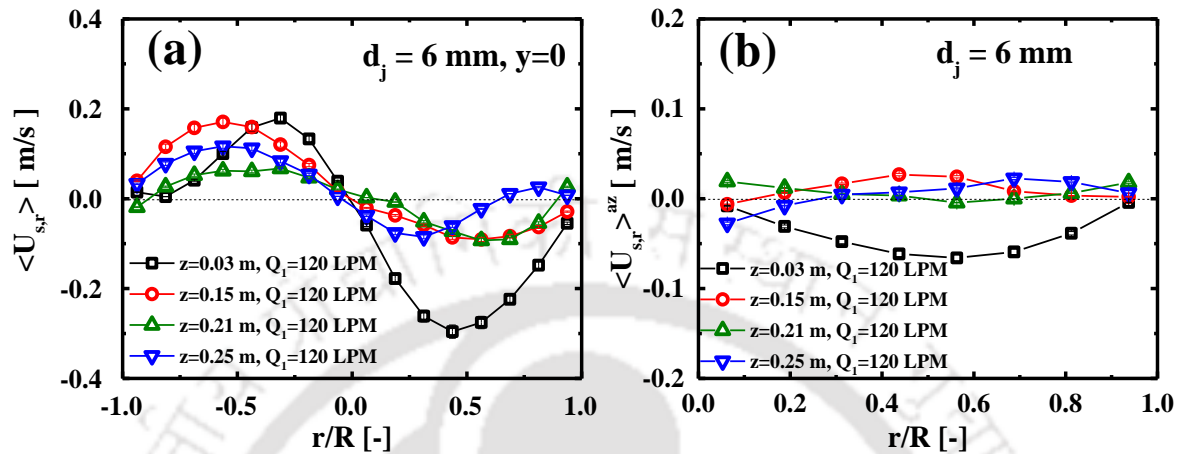 (a)
d_j = 6 mm, y=0
<U_s,r> [ m/s ]
0.4
0.2
0.0
-0.2
-0.4
z=0.03 m, Q_1=120 LPM
z=0.15 m, Q_1=120 LPM
z=0.21 m, Q_1=120 LPM
z=0.25 m, Q_1=120 LPM
-1.0 -0.5 0.0 0.5 1.0
r/R [-]
(b)
d_j = 6 mm
<U_s,r>^az [ m/s ]
0.2
0.1
0.0
-0.1
-0.2
z=0.03 m, Q_1=120 LPM
z=0.15 m, Q_1=120 LPM
z=0.21 m, Q_1=120 LPM
z=0.25 m, Q_1=120 LPM
0.0 0.2 0.4 0.6 0.8 1.0
r/R [-]